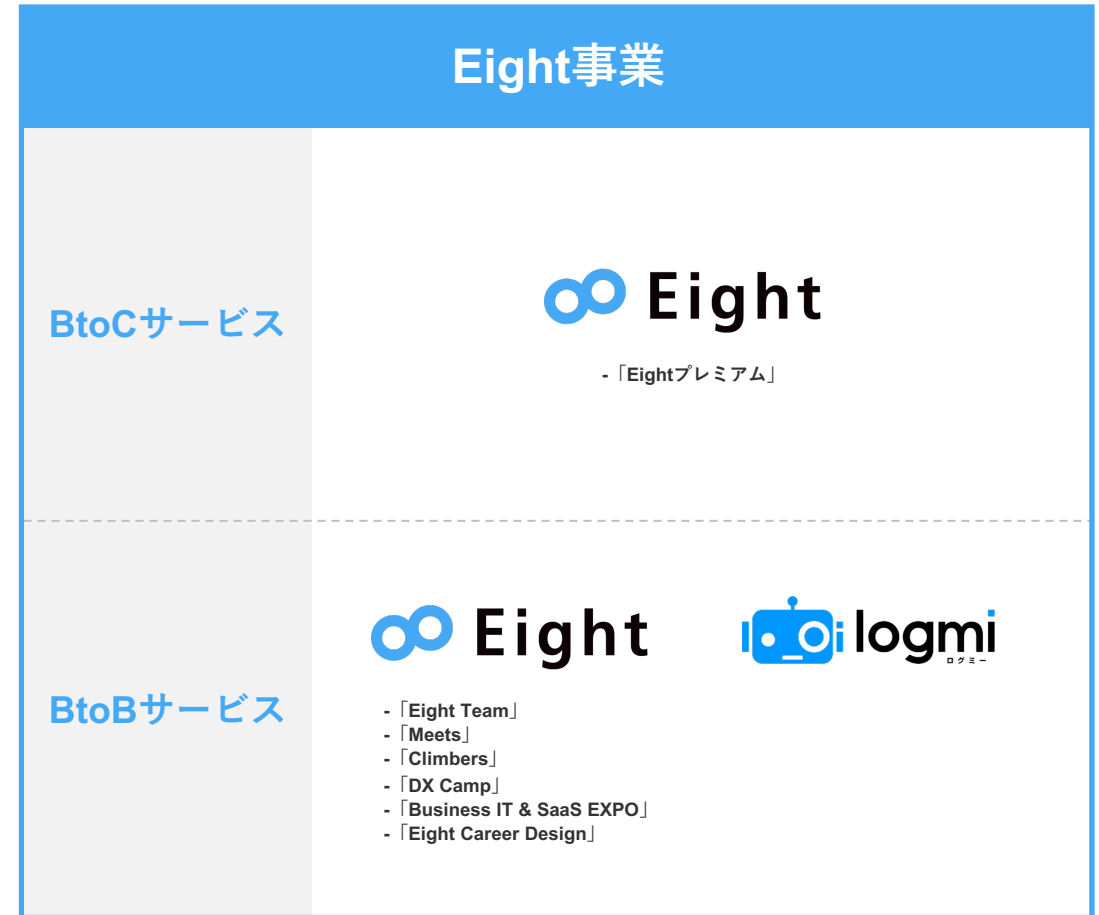 Eight事業
BtoCサービス
Eight
-「Eightプレミアム」
BtoBサービス
Eight
logmi
ログミー
-「Eight Team」
-「Meets」
-「Climbers」
-「DX Camp」
-「Business IT & SaaS EXPO」
-「Eight Career Design」